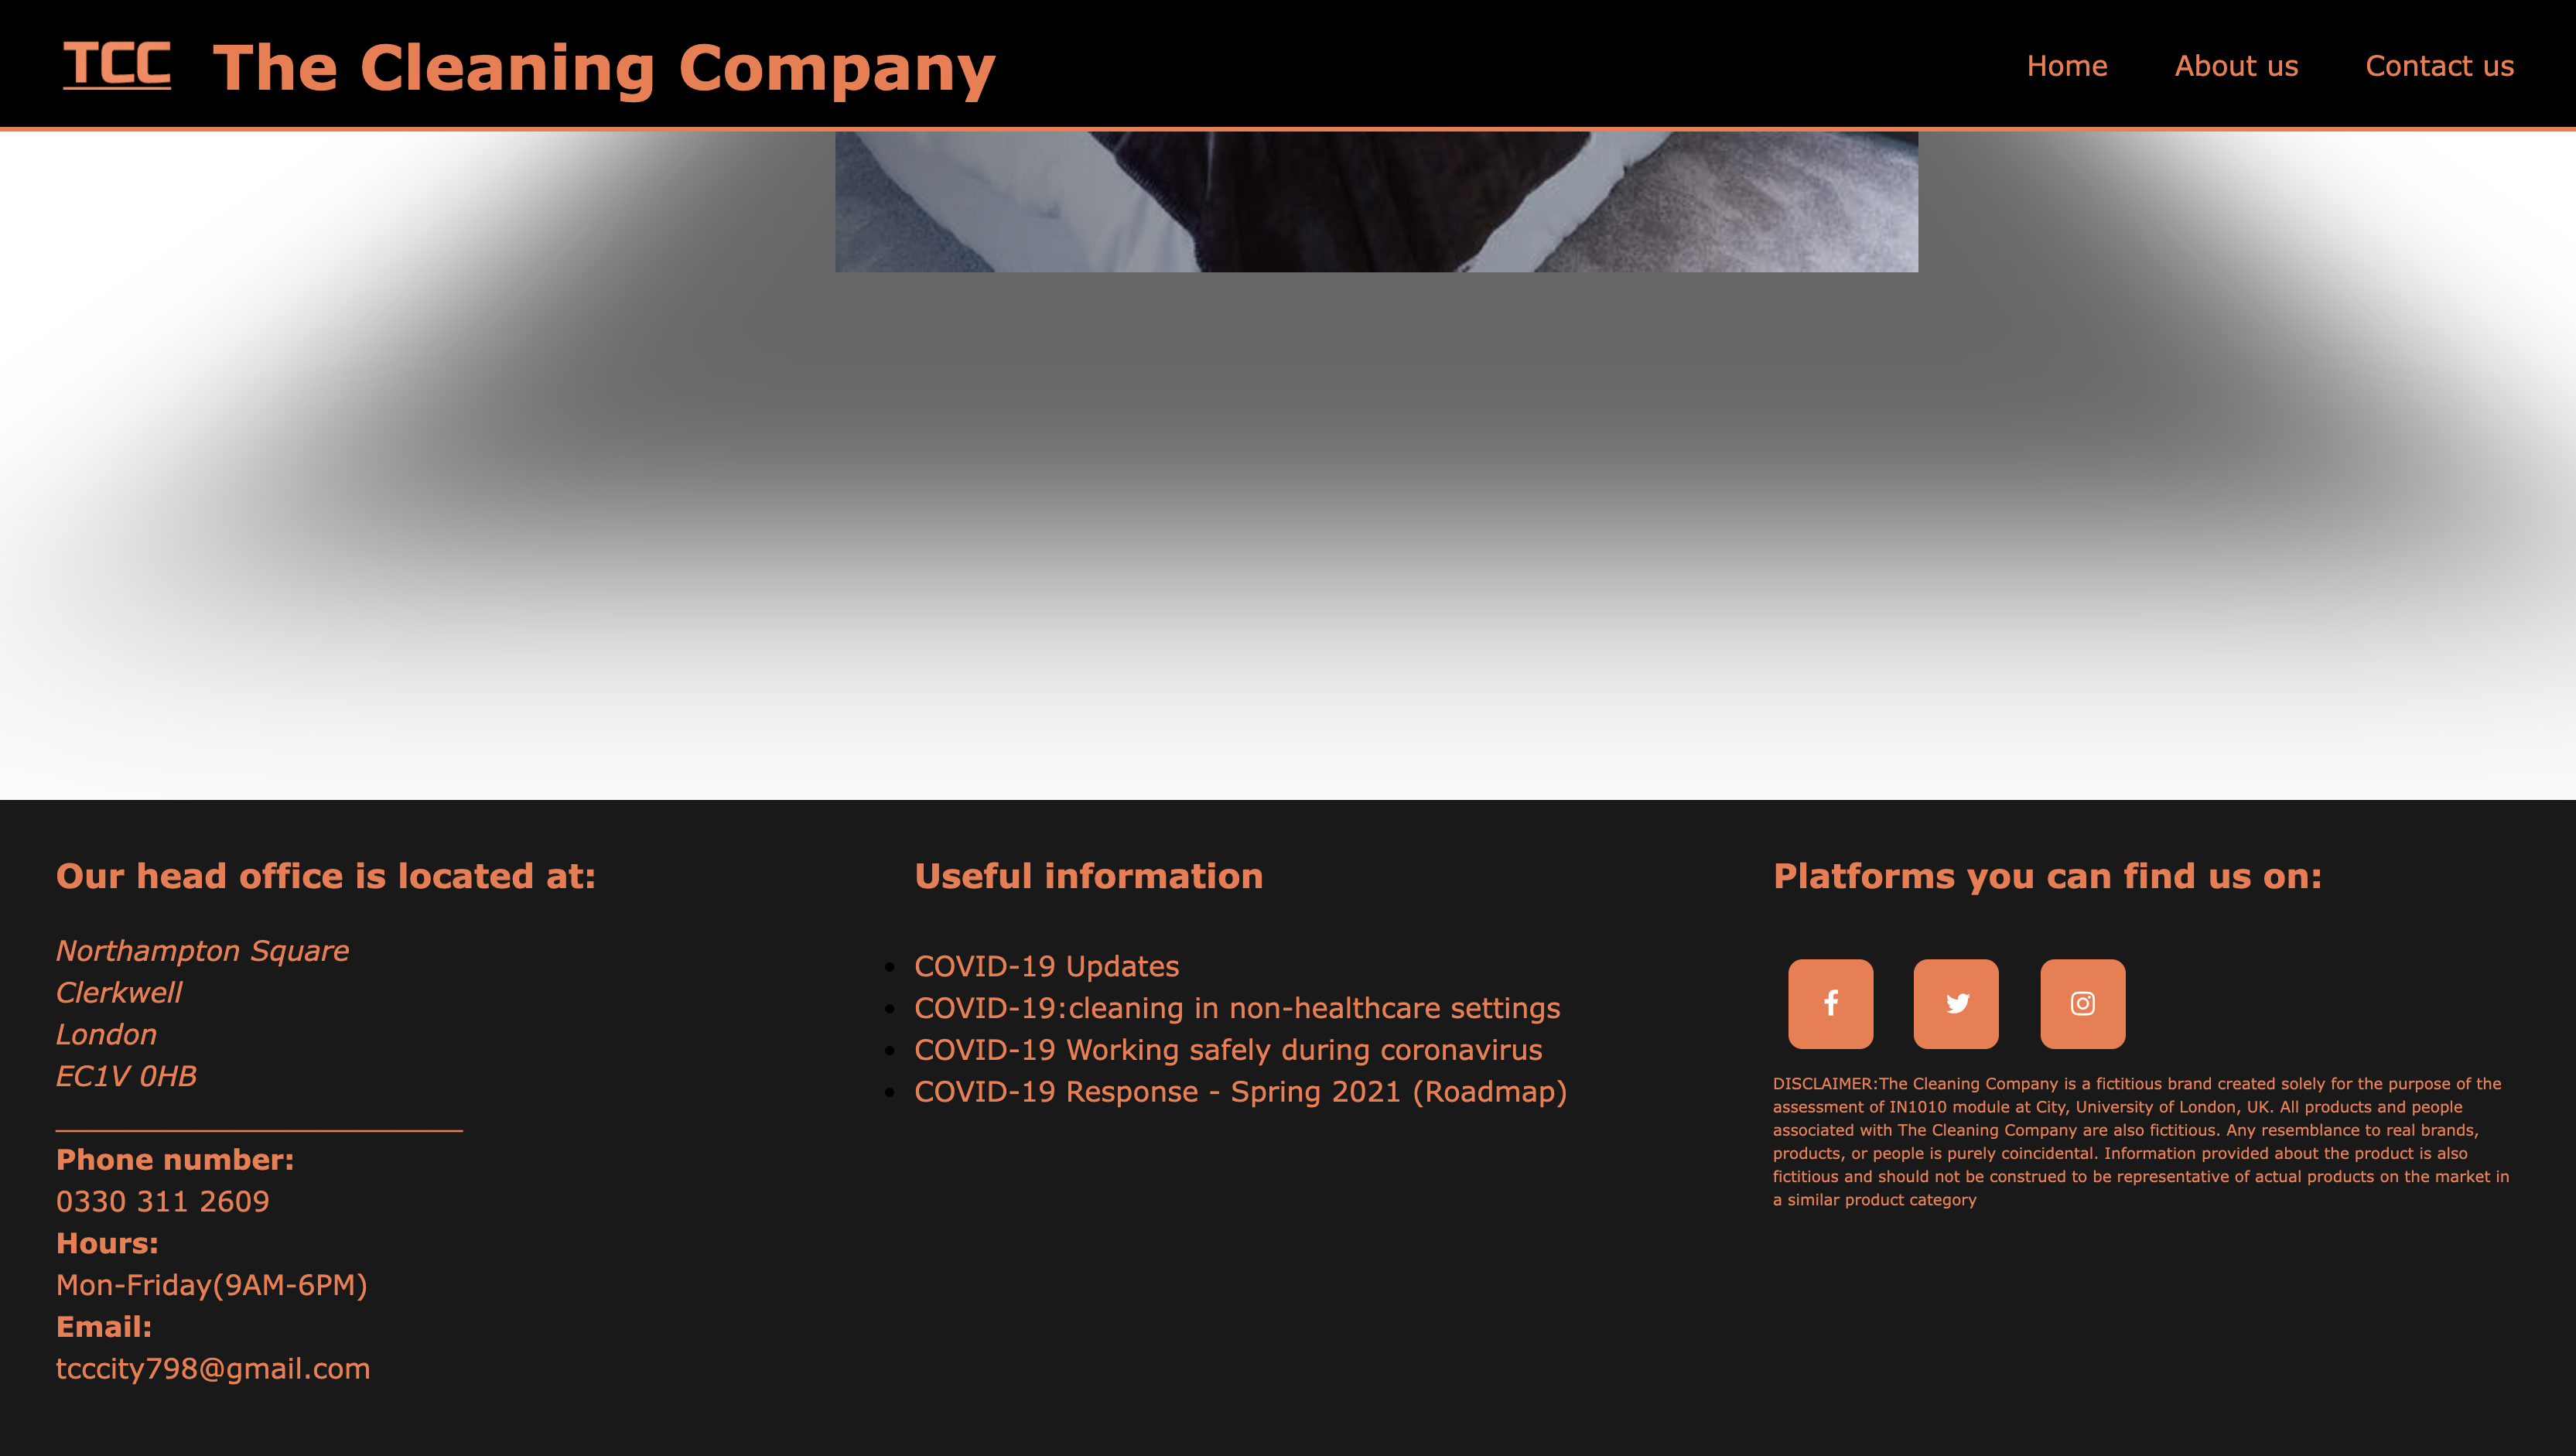 TCC The Cleaning Company
Home About us Contact us
Our head office is located at:
Northampton Square
Clerkwell
London
EC1V 0HB
Phone number:
0330 311 2609
Hours:
Mon-Friday(9AM-6PM)
Email:
tcccity798@gmail.com
Useful information
COVID-19 Updates
COVID-19:cleaning in non-healthcare settings
COVID-19 Working safely during coronavirus
COVID-19 Response - Spring 2021 (Roadmap)
Platforms you can find us on:
DISCLAIMER:The Cleaning Company is a fictitious brand created solely for the purpose of the
assessment of IN1010 module at City, University of London, UK. All products and people
associated with The Cleaning Company are also fictitious. Any resemblance to real brands,
products, or people is purely coincidental. Information provided about the product is also
fictitious and should not be construed to be representative of actual products on the market in
a similar product category